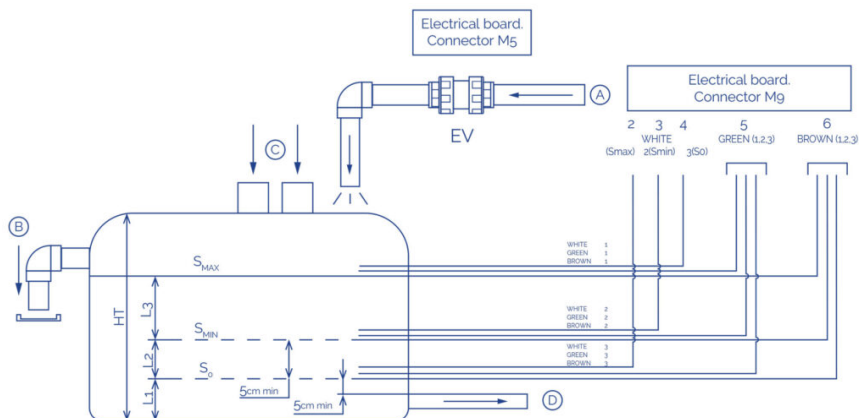 Electrical board.
Connector M5
A
EV
Electrical board.
Connector M9
2 3 4 5 6
WHITE GREEN (1,2,3) BROWN (1,2,3)
(Smax) 2(Smin) 3(S0)
C
B
WHITE 1
GREEN 1
BROWN 1
SMAX
HT
L3
WHITE 2
GREEN 2
BROWN 2
SMIN
L2
WHITE 3
GREEN 3
BROWN 3
S0
5cm min
5cm min
L1
D